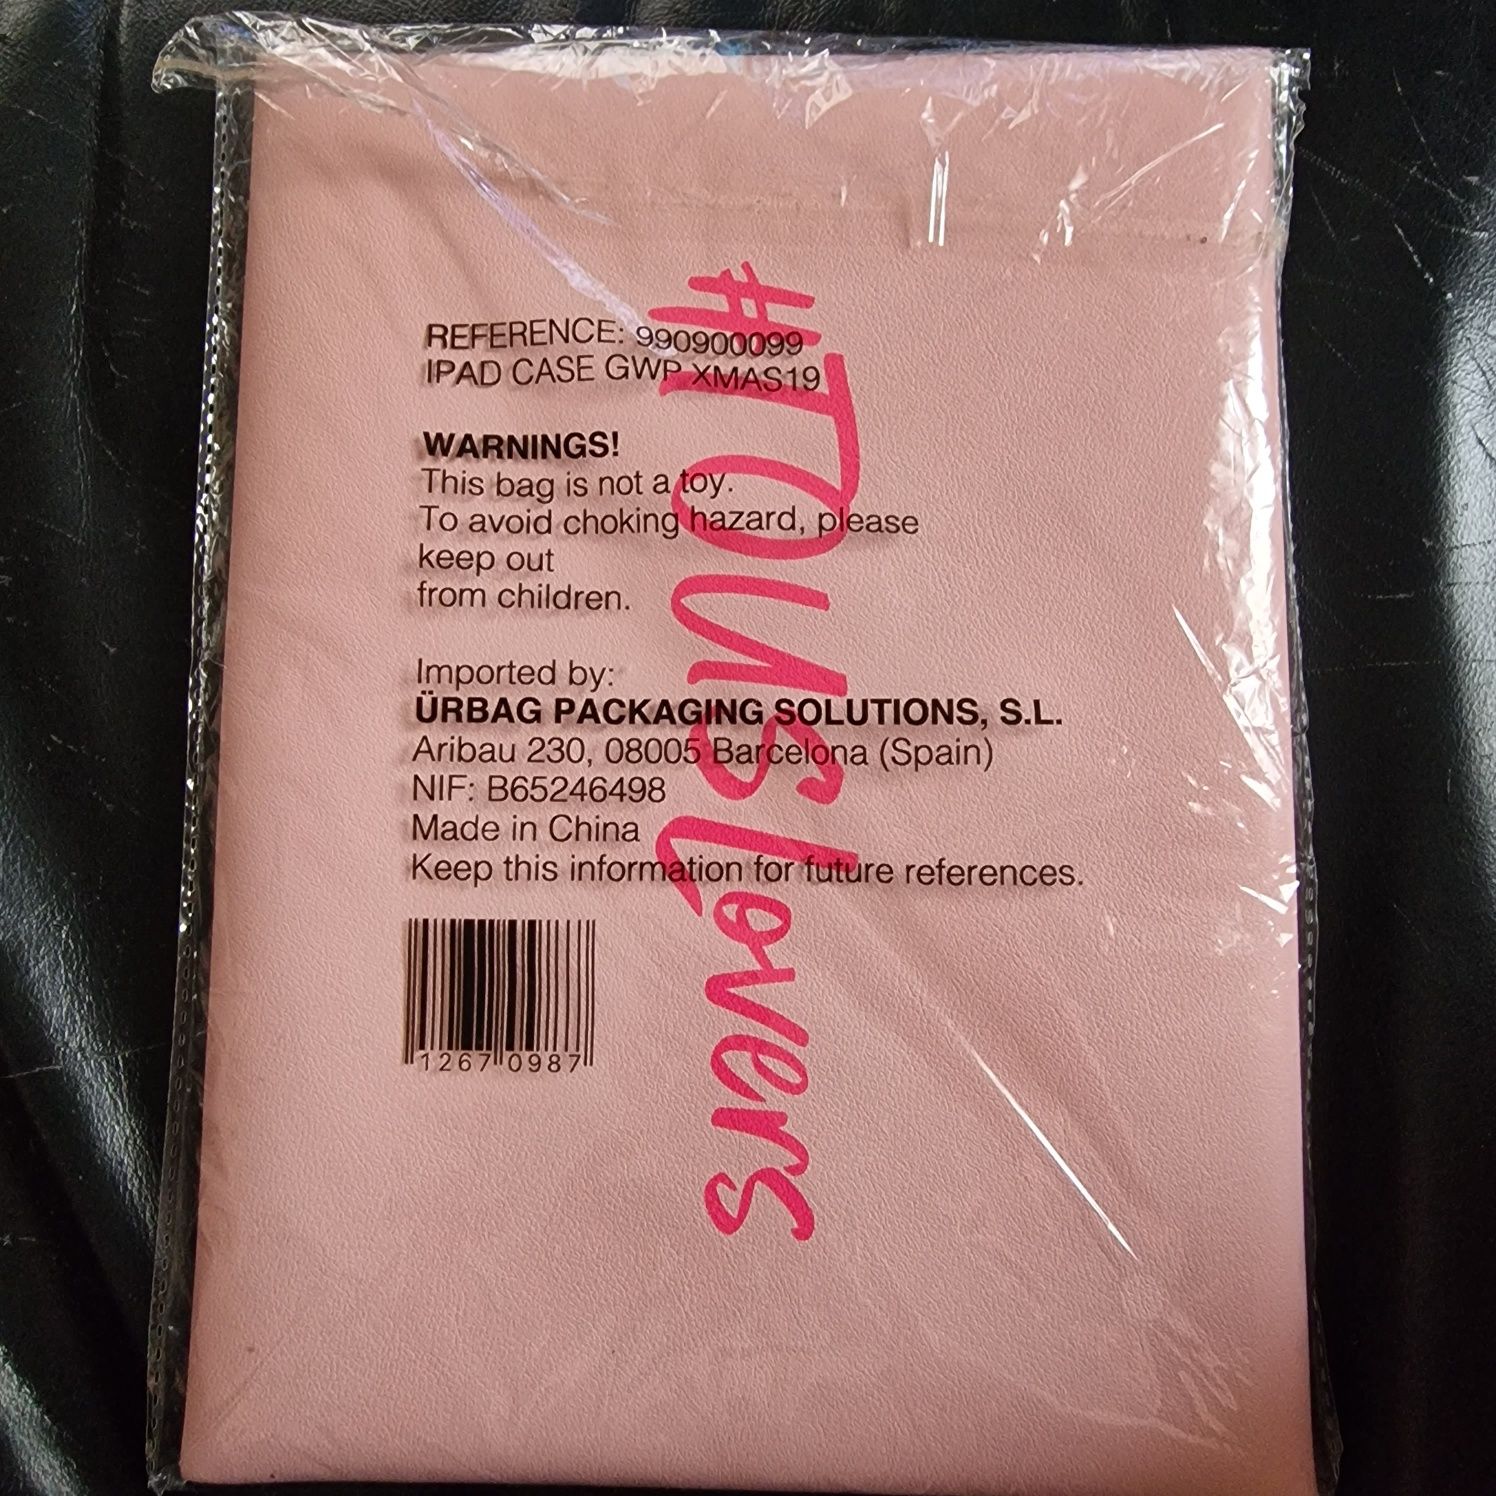 REFERENCE: 990900099
IPAD CASE GWP XMAS19
WARNINGS!
This bag is not a toy.
To avoid choking hazard, please
keep out
from children.
Imported by:
ÜRBAG PACKAGING SOLUTIONS, S.L.
Aribau 230, 08005 Barcelona (Spain)
NIF: B65246498
Made in China
Keep this information for future references.
12670987
#TOUSLovers